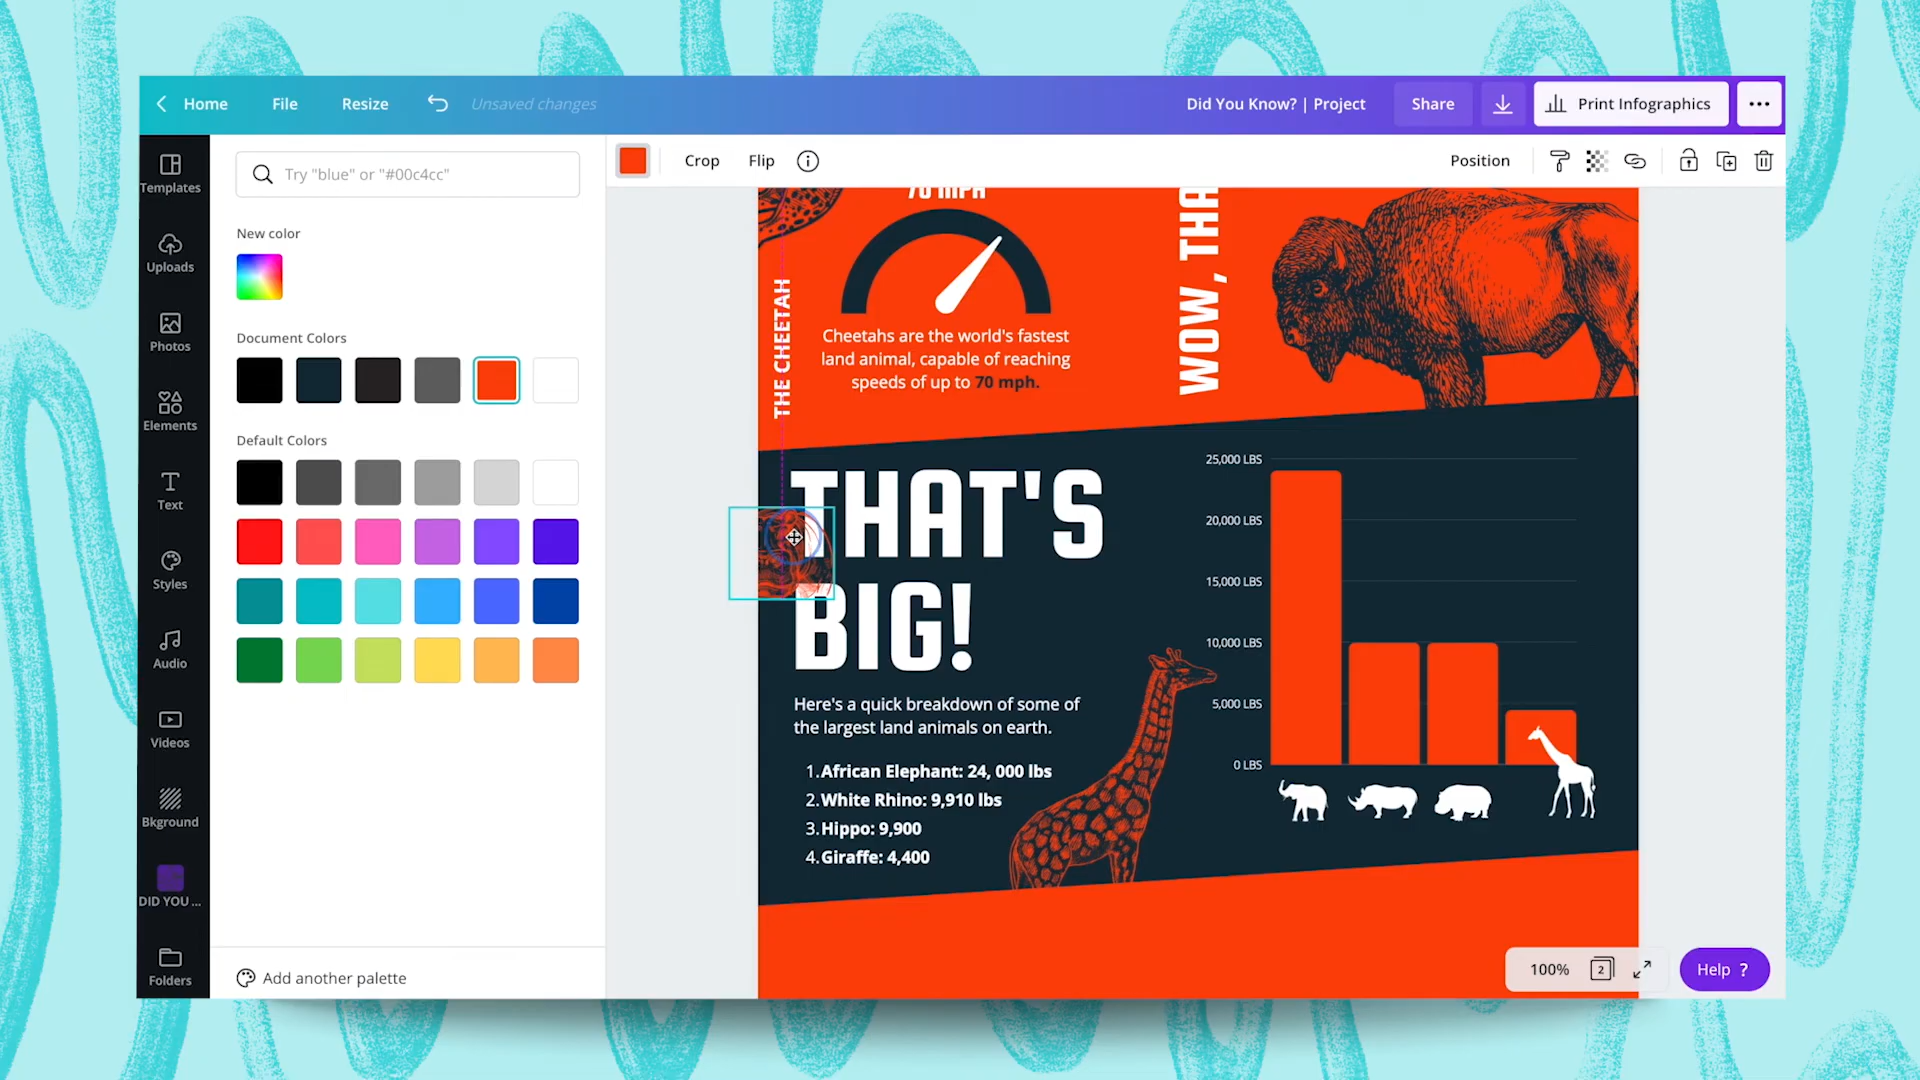 Home
File
Resize
Unsaved changes
Did You Know? | Project
Share
Print Infographics
Templates
Uploads
Photos
Elements
Text
Styles
Audio
Videos
Bkground
DID YOU ...
Folders
Try "blue" or "#00c4cc"
New color
Document Colors
Default Colors
Add another palette
Crop
Flip
Position
70 MPH
THE CHEETAH
Cheetahs are the world's fastest
land animal, capable of reaching
speeds of up to 70 mph.
WOW, THA
THAT'S
BIG!
Here's a quick breakdown of some of
the largest land animals on earth.
1.African Elephant: 24, 000 lbs
2.White Rhino: 9,910 lbs
3.Hippo: 9,900
4.Giraffe: 4,400
25,000 LBS
20,000 LBS
15,000 LBS
10,000 LBS
5,000 LBS
0 LBS
100%
2
Help ?